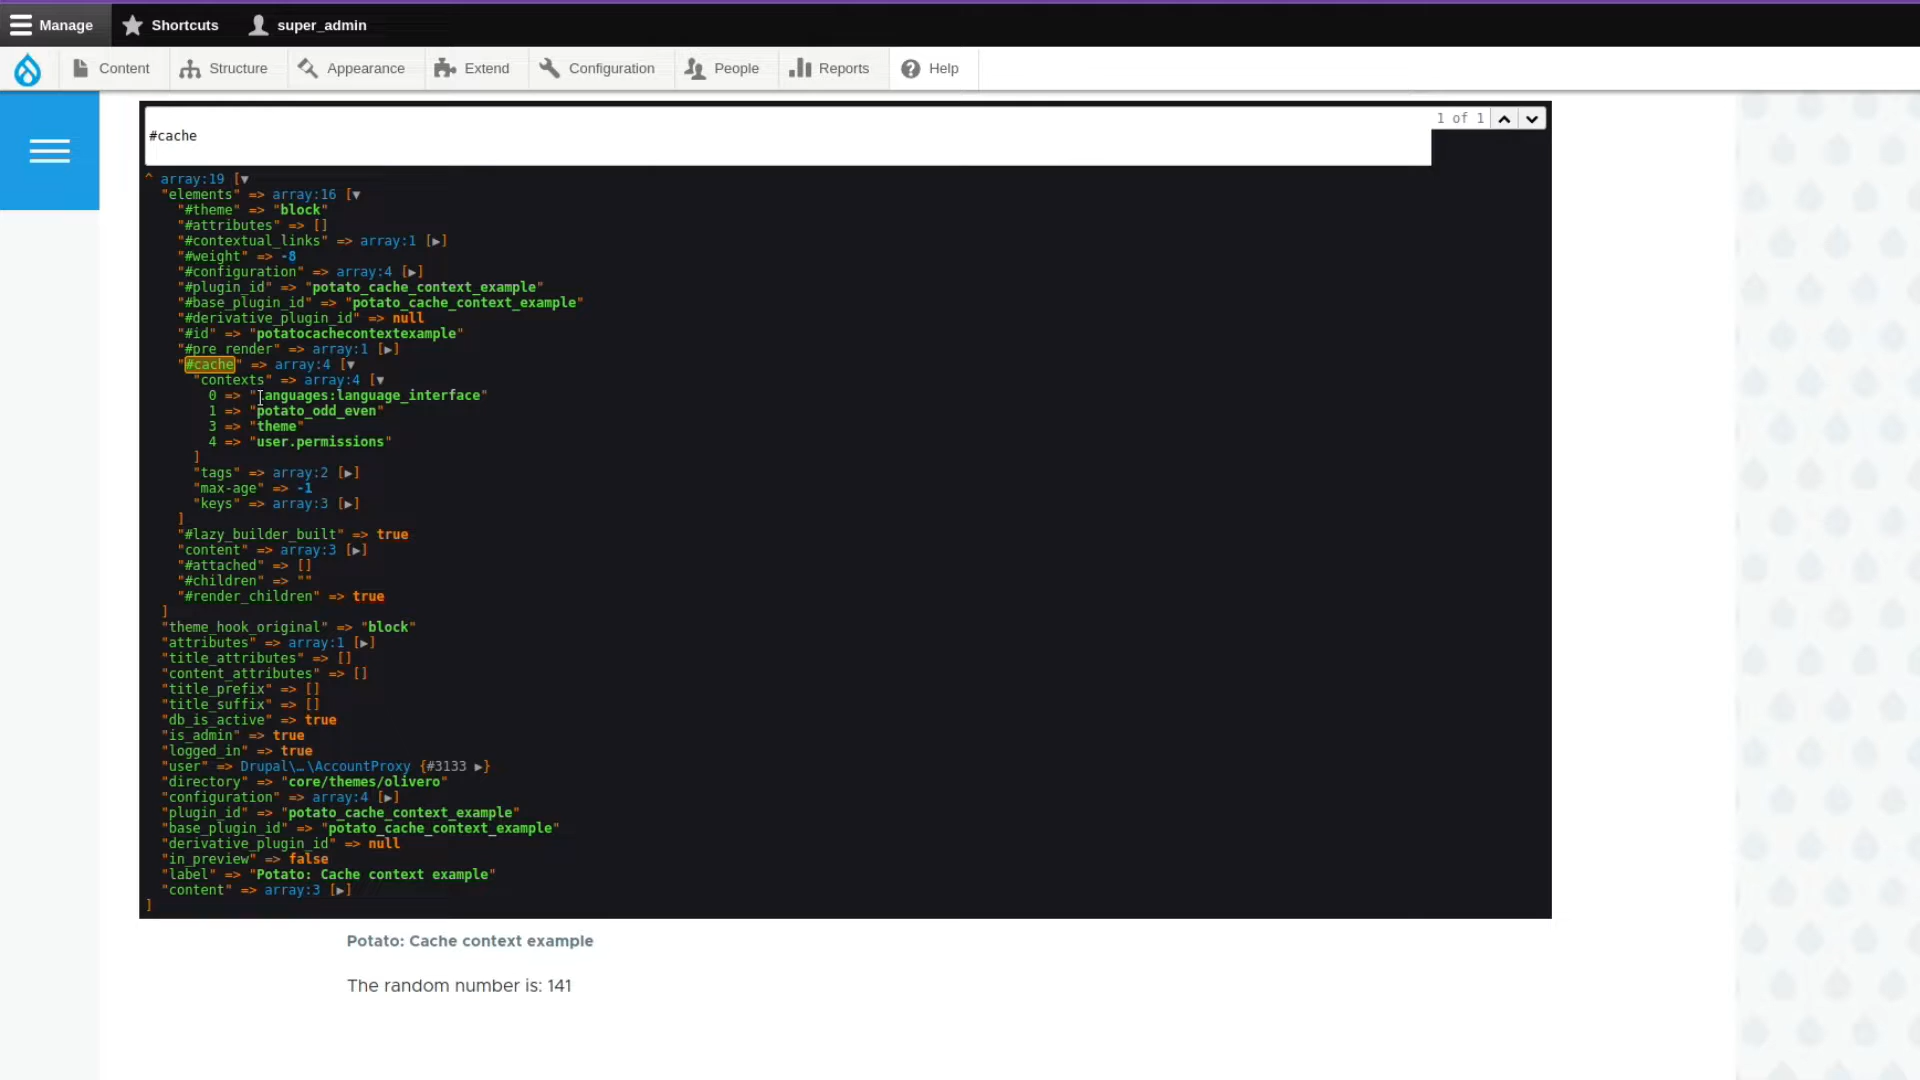 Manage Shortcuts super_admin
Content Structure Appearance Extend Configuration People Reports Help
#cache
1 of 1
^ array:19 [▼
"elements" => array:16 [▼
"#theme" => "block"
"#attributes" => []
"#contextual_links" => array:1 [▶]
"#weight" => -8
"#configuration" => array:4 [▶]
"#plugin_id" => "potato_cache_context_example"
"#base_plugin_id" => "potato_cache_context_example"
"#derivative_plugin_id" => null
"#id" => "potatocachecontextexample"
"#pre_render" => array:1 [▶]
"#cache" => array:4 [▼
"contexts" => array:4 [▼
0 => "languages:language_interface"
1 => "potato_odd_even"
3 => "theme"
4 => "user.permissions"
]
"tags" => array:2 [▶]
"max-age" => -1
"keys" => array:3 [▶]
]
"#lazy_builder_built" => true
"content" => array:3 [▶]
"#attached" => []
"#children" => ""
"#render_children" => true
]
"theme_hook_original" => "block"
"attributes" => array:1 [▶]
"title_attributes" => []
"content_attributes" => []
"title_prefix" => []
"title_suffix" => []
"db_is_active" => true
"is_admin" => true
"logged_in" => true
"user" => Drupal\…\AccountProxy {#3133 ▶}
"directory" => "core/themes/olivero"
"configuration" => array:4 [▶]
"plugin_id" => "potato_cache_context_example"
"base_plugin_id" => "potato_cache_context_example"
"derivative_plugin_id" => null
"in_preview" => false
"label" => "Potato: Cache context example"
"content" => array:3 [▶]
]
Potato: Cache context example
The random number is: 141